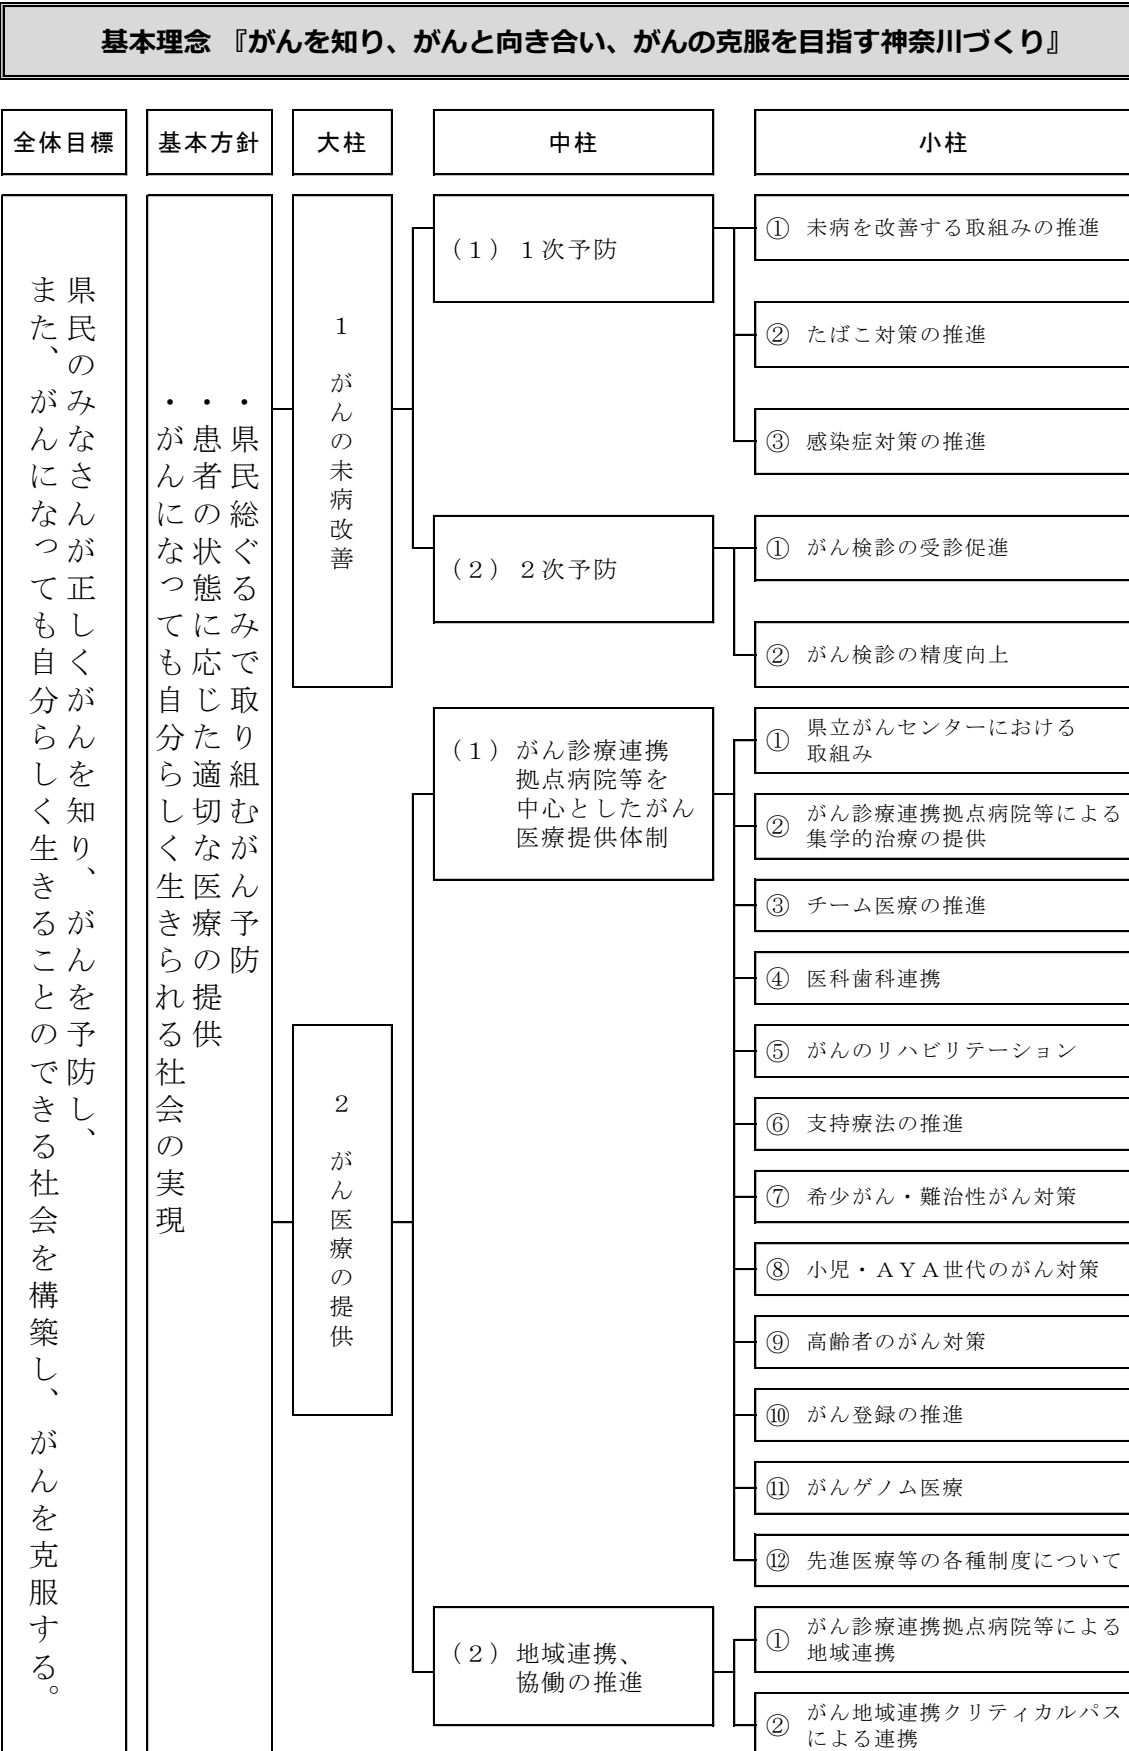 基本理念 『がんを知り、がんと向き合い、がんの克服を目指す神奈川づくり』
全体目標
基本方針
大柱
中柱
小柱
県民のみなさんが正しくがんを知り、がんを予防し、
また、がんになっても自分らしく生きることのできる社会を構築し、がんを克服する。
・県民総ぐるみで取り組むがん予防
・患者の状態に応じた適切な医療の提供
・がんになっても自分らしく生きられる社会の実現
1 がんの未病改善
(1) 1次予防
① 未病を改善する取組みの推進
② たばこ対策の推進
③ 感染症対策の推進
(2) 2次予防
① がん検診の受診促進
② がん検診の精度向上
2 がん医療の提供
(1) がん診療連携
拠点病院等を
中心としたがん
医療提供体制
① 県立がんセンターにおける
取組み
② がん診療連携拠点病院等による
集学的治療の提供
③ チーム医療の推進
④ 医科歯科連携
⑤ がんのリハビリテーション
⑥ 支持療法の推進
⑦ 希少がん・難治性がん対策
⑧ 小児・AYA世代のがん対策
⑨ 高齢者のがん対策
⑩ がん登録の推進
⑪ がんゲノム医療
⑫ 先進医療等の各種制度について
(2) 地域連携、
協働の推進
① がん診療連携拠点病院等による
地域連携
② がん地域連携クリティカルパス
による連携